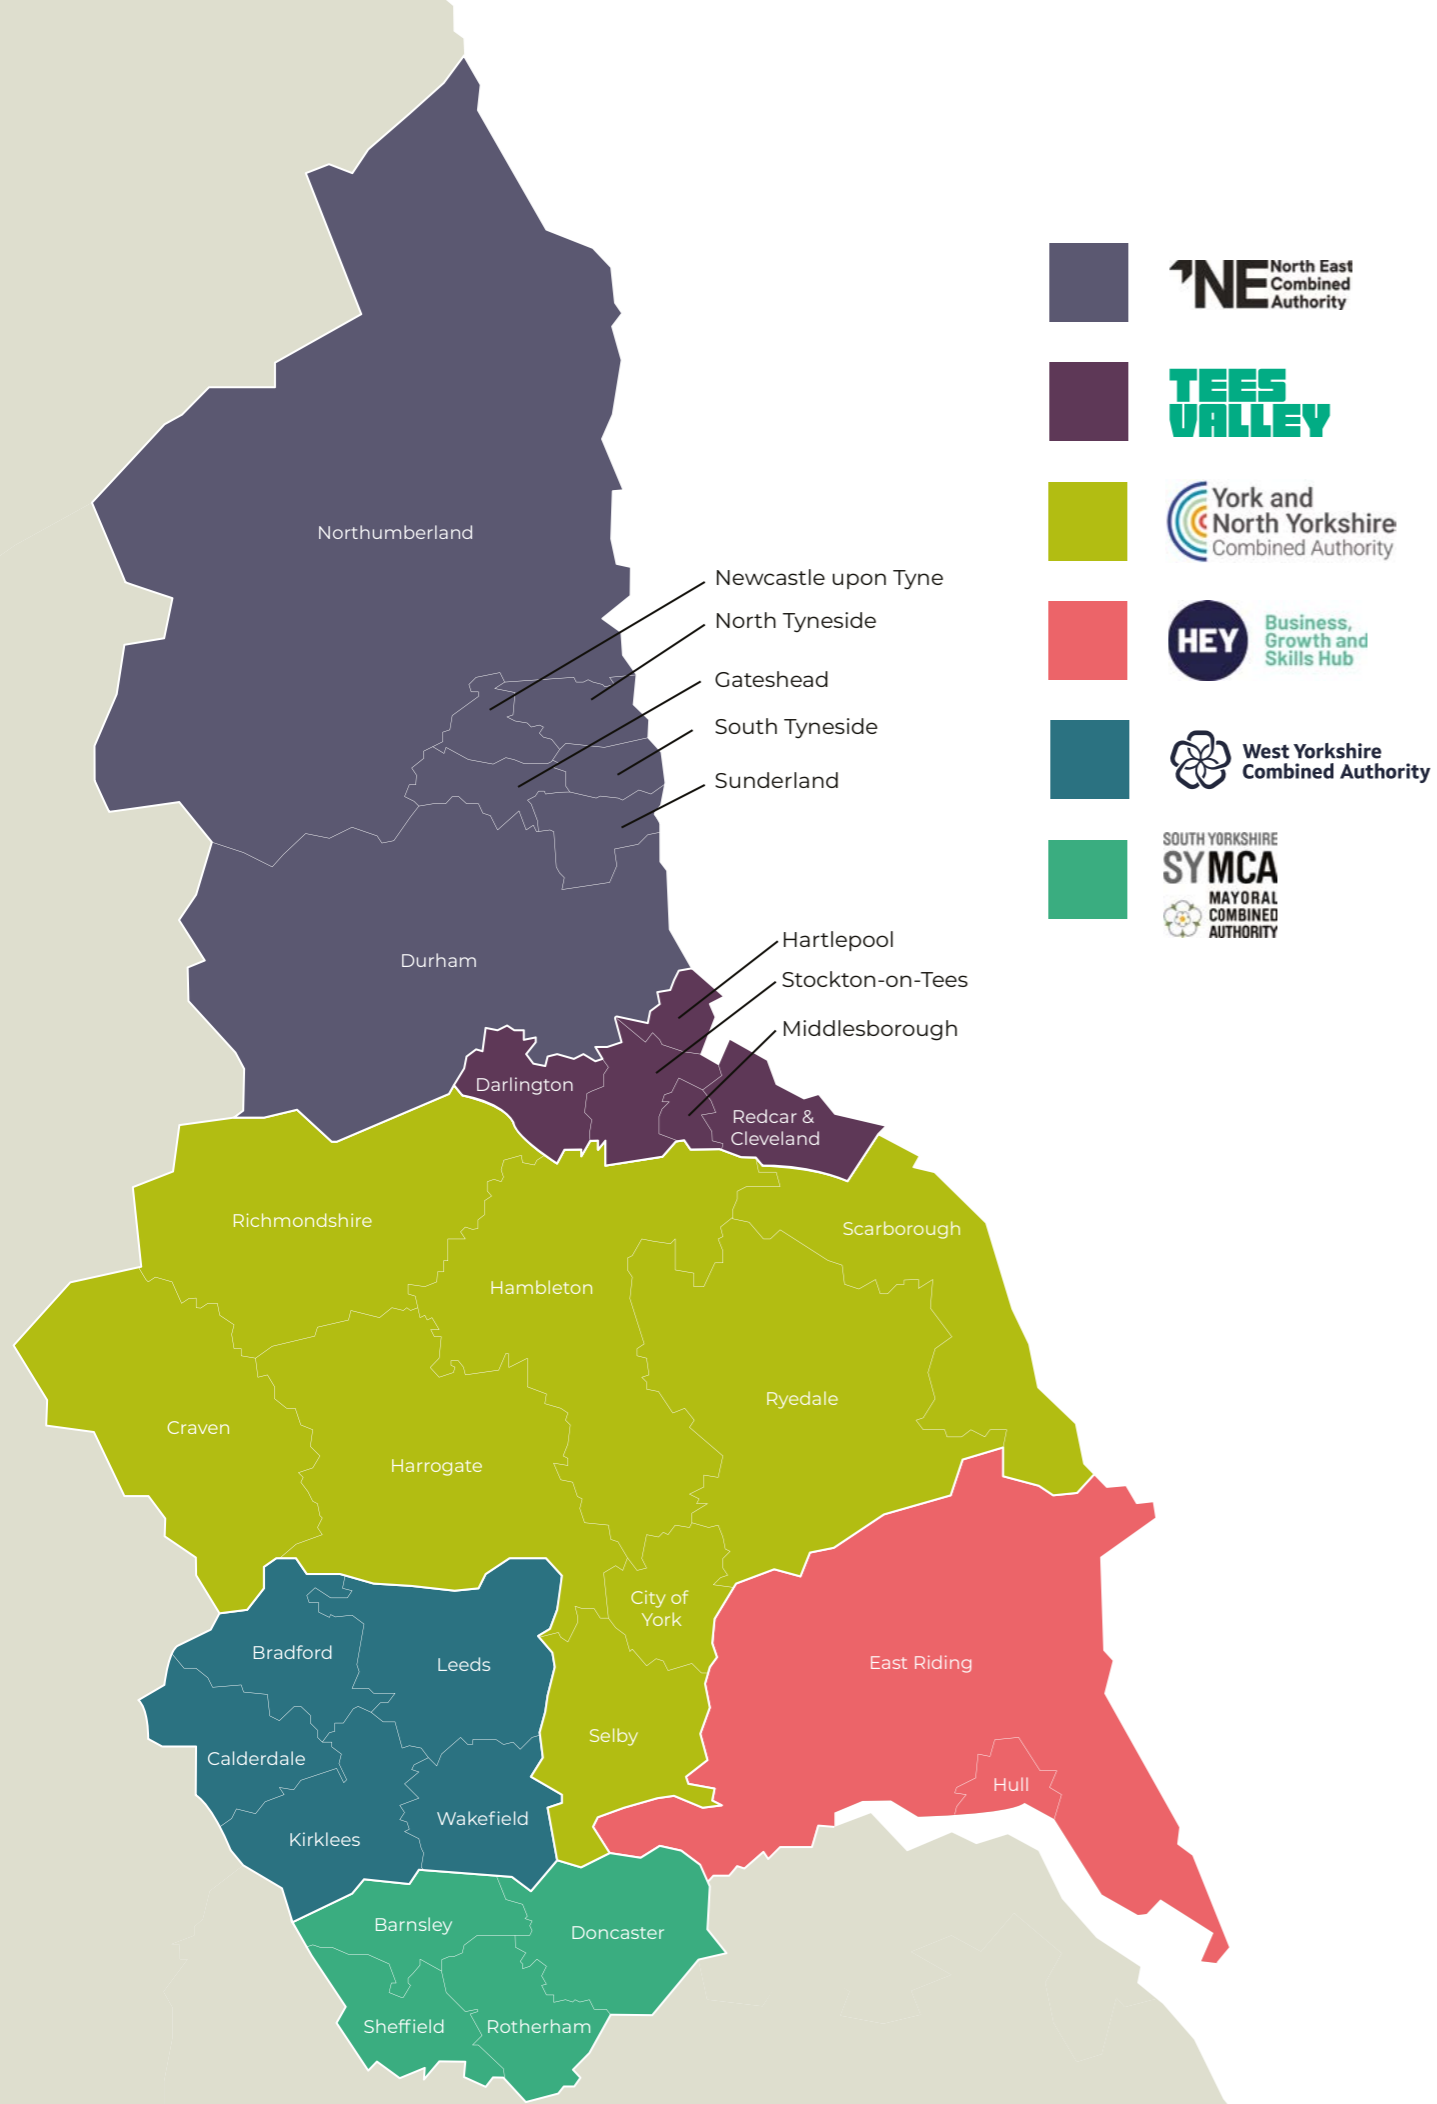 North East
NE Combined
Authority
TEES
VALLEY
York and
North Yorkshire
Combined Authority
HEY
Business,
Growth and
Skills Hub
West Yorkshire
Combined Authority
SOUTH YORKSHIRE
SYMCA
MAYORAL
COMBINED
AUTHORITY
Northumberland
Newcastle upon Tyne
North Tyneside
Gateshead
South Tyneside
Sunderland
Durham
Hartlepool
Stockton-on-Tees
Middlesborough
Darlington
Redcar &
Cleveland
Richmondshire
Scarborough
Hambleton
Ryedale
Craven
Harrogate
City of
York
Bradford
Leeds
East Riding
Selby
Calderdale
Hull
Wakefield
Kirklees
Barnsley
Doncaster
Sheffield
Rotherham